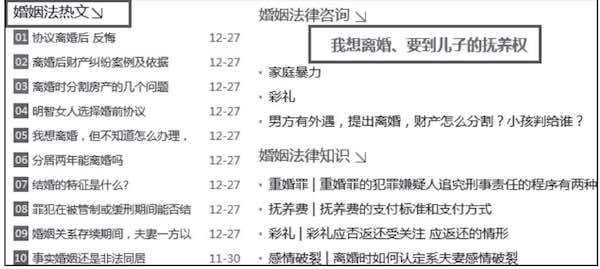 婚姻法热文
01 协议离婚后 反悔 12-27
02 离婚后财产纠纷案例及依据 12-27
03 离婚时分割房产的几个问题 12-27
04 明智女人选择婚前协议 12-27
05 我想离婚，但不知道怎么办理， 12-27
06 分居两年能离婚吗 12-27
07 结婚的特征是什么? 12-27
08 罪犯在被管制或缓刑期间能否结 12-27
09 婚姻关系存续期间，夫妻一方以 12-27
10 事实婚姻还是非法同居 11-30
婚姻法律咨询
我想离婚、要到儿子的抚养权
家庭暴力
彩礼
男方有外遇，提出离婚，财产怎么分割？小孩判给谁？
婚姻法律知识
重婚罪 | 重婚罪的犯罪嫌疑人追究刑事责任的程序有两种
抚养费 | 抚养费的支付标准和支付方式
彩礼 | 彩礼应否返还受关注 应返还的情形
感情破裂 | 离婚时如何认定系夫妻感情破裂